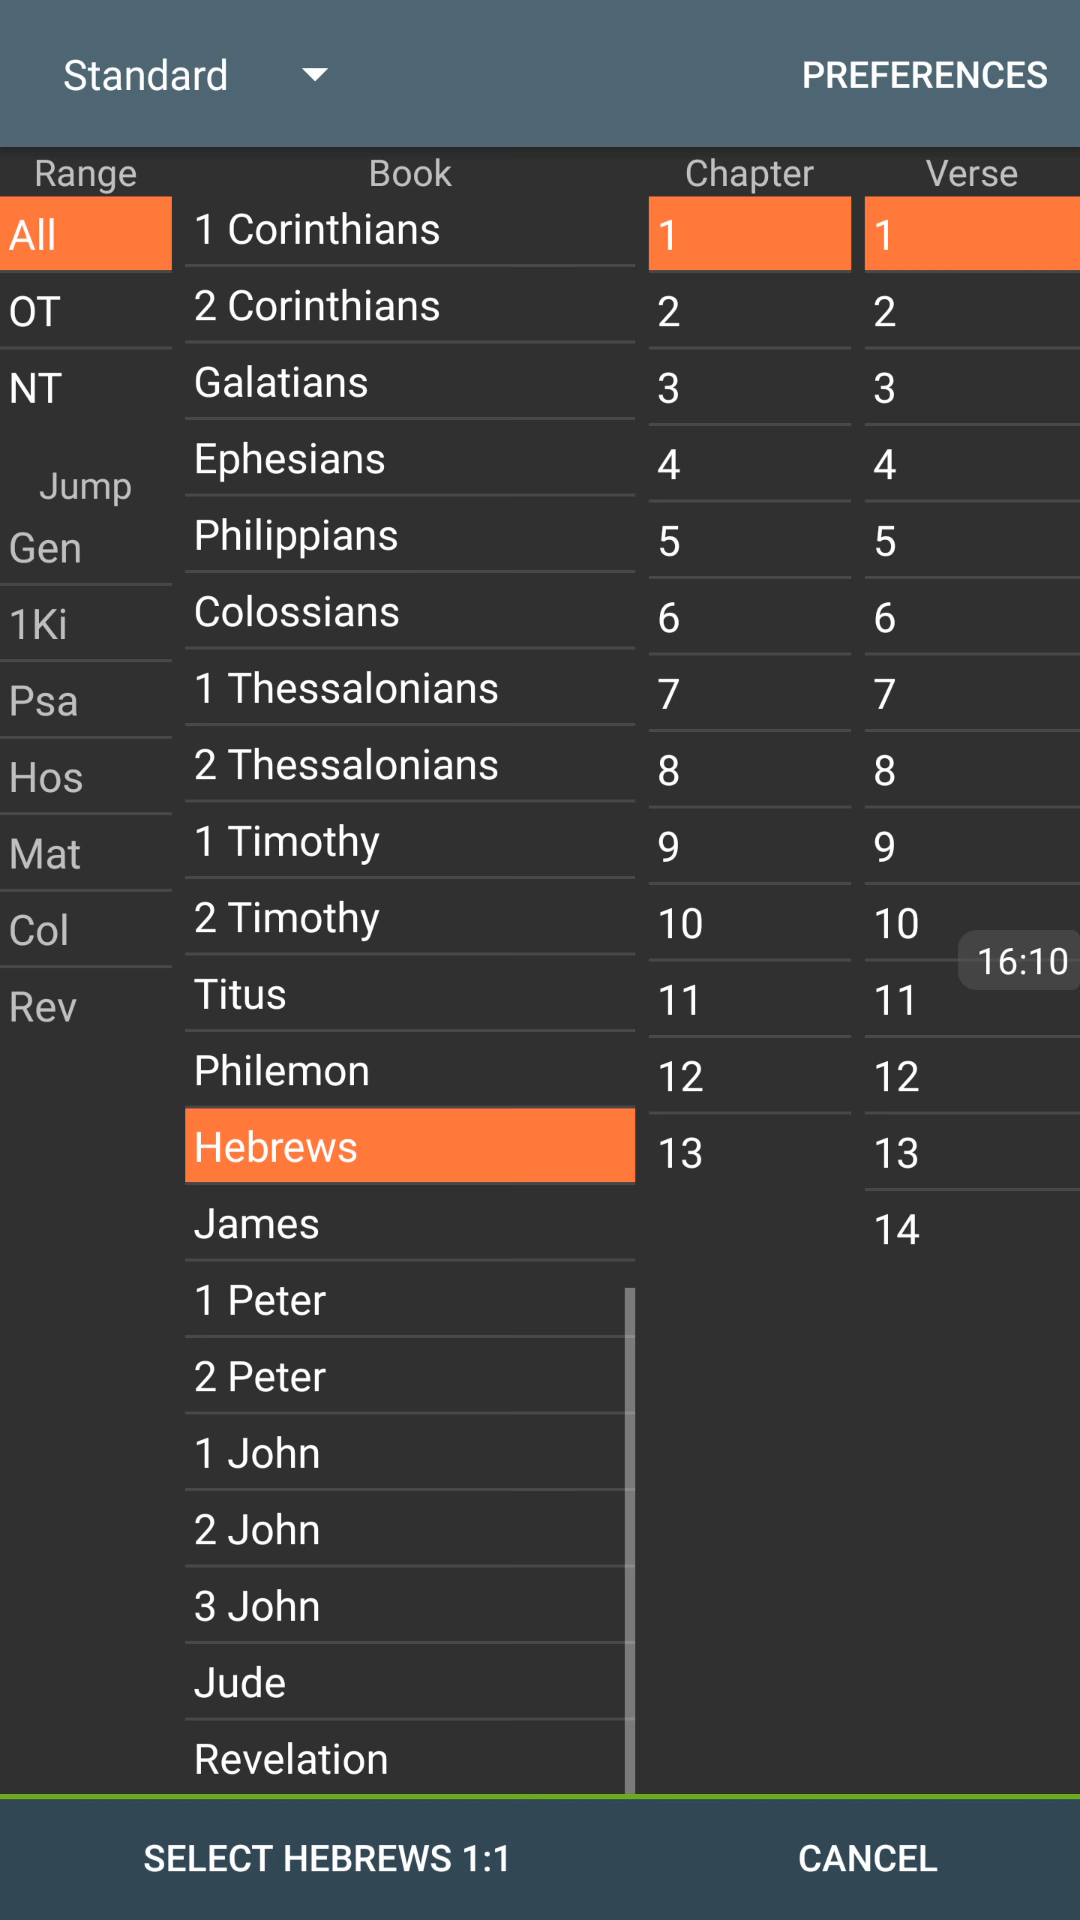 Standard
PREFERENCES
Range
Book
Chapter
Verse
All
OT
NT
Jump
Gen
1Ki
Psa
Hos
Mat
Col
Rev
1 Corinthians
2 Corinthians
Galatians
Ephesians
Philippians
Colossians
1 Thessalonians
2 Thessalonians
1 Timothy
2 Timothy
Titus
Philemon
Hebrews
James
1 Peter
2 Peter
1 John
2 John
3 John
Jude
Revelation
1
2
3
4
5
6
7
8
9
10
11
12
13
1
2
3
4
5
6
7
8
9
10
11
12
13
14
16:10
SELECT HEBREWS 1:1
CANCEL